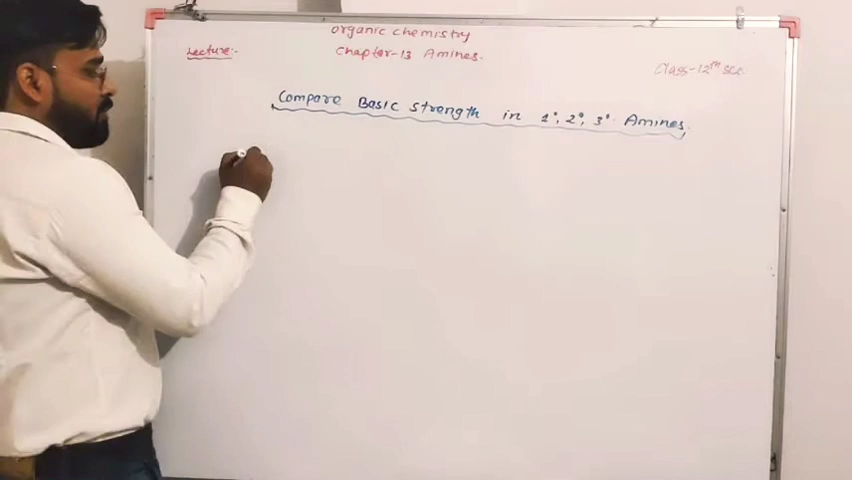 Organic chemistry
Lecture:-
Chapter-13 Amines.
Class-12th sce
Compare Basic strength in 1°, 2°, 3° Amines,